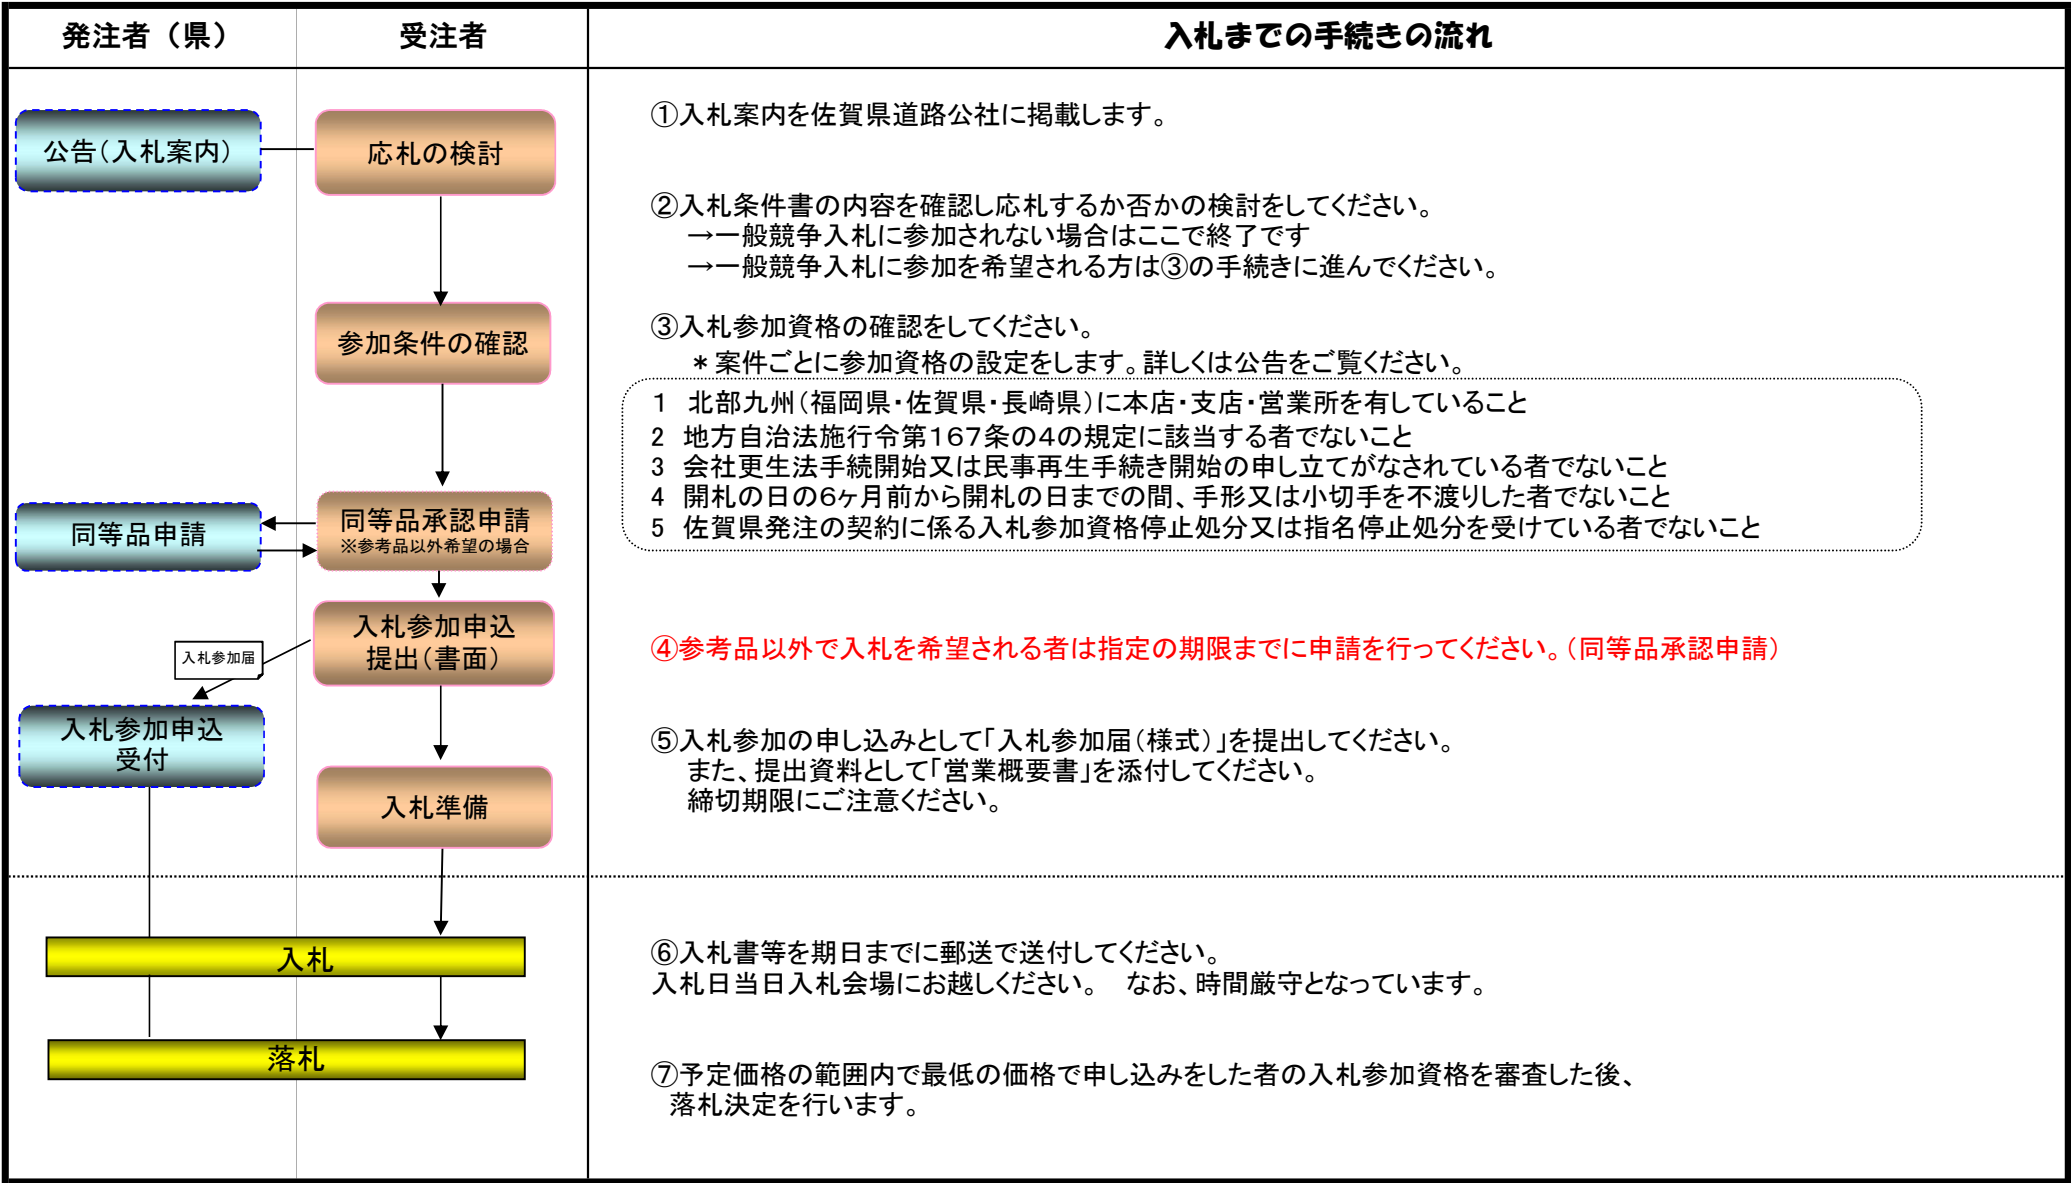 発注者（県）
受注者
入札までの手続きの流れ
公告（入札案内）
応札の検討
参加条件の確認
同等品申請
同等品承認申請
※参考品以外希望の場合
入札参加申込
提出（書面）
入札参加届
入札参加申込
受付
入札準備
入札
落札
①入札案内を佐賀県道路公社に掲載します。
②入札条件書の内容を確認し応札するか否かの検討をしてください。
→一般競争入札に参加されない場合はここで終了です
→一般競争入札に参加を希望される方は③の手続きに進んでください。
③入札参加資格の確認をしてください。
＊案件ごとに参加資格の設定をします。詳しくは公告をご覧ください。
1　北部九州（福岡県・佐賀県・長崎県）に本店・支店・営業所を有していること
2　地方自治法施行令第１６７条の４の規定に該当する者でないこと
3　会社更生法手続開始又は民事再生手続き開始の申し立てがなされている者でないこと
4　開札の日の６ヶ月前から開札の日までの間、手形又は小切手を不渡りした者でないこと
5　佐賀県発注の契約に係る入札参加資格停止処分又は指名停止処分を受けている者でないこと
④参考品以外で入札を希望される者は指定の期限までに申請を行ってください。（同等品承認申請）
⑤入札参加の申し込みとして「入札参加届（様式）」を提出してください。
また、提出資料として「営業概要書」を添付してください。
締切期限にご注意ください。
⑥入札書等を期日までに郵送で送付してください。
入札日当日入札会場にお越しください。　なお、時間厳守となっています。
⑦予定価格の範囲内で最低の価格で申し込みをした者の入札参加資格を審査した後、
落札決定を行います。